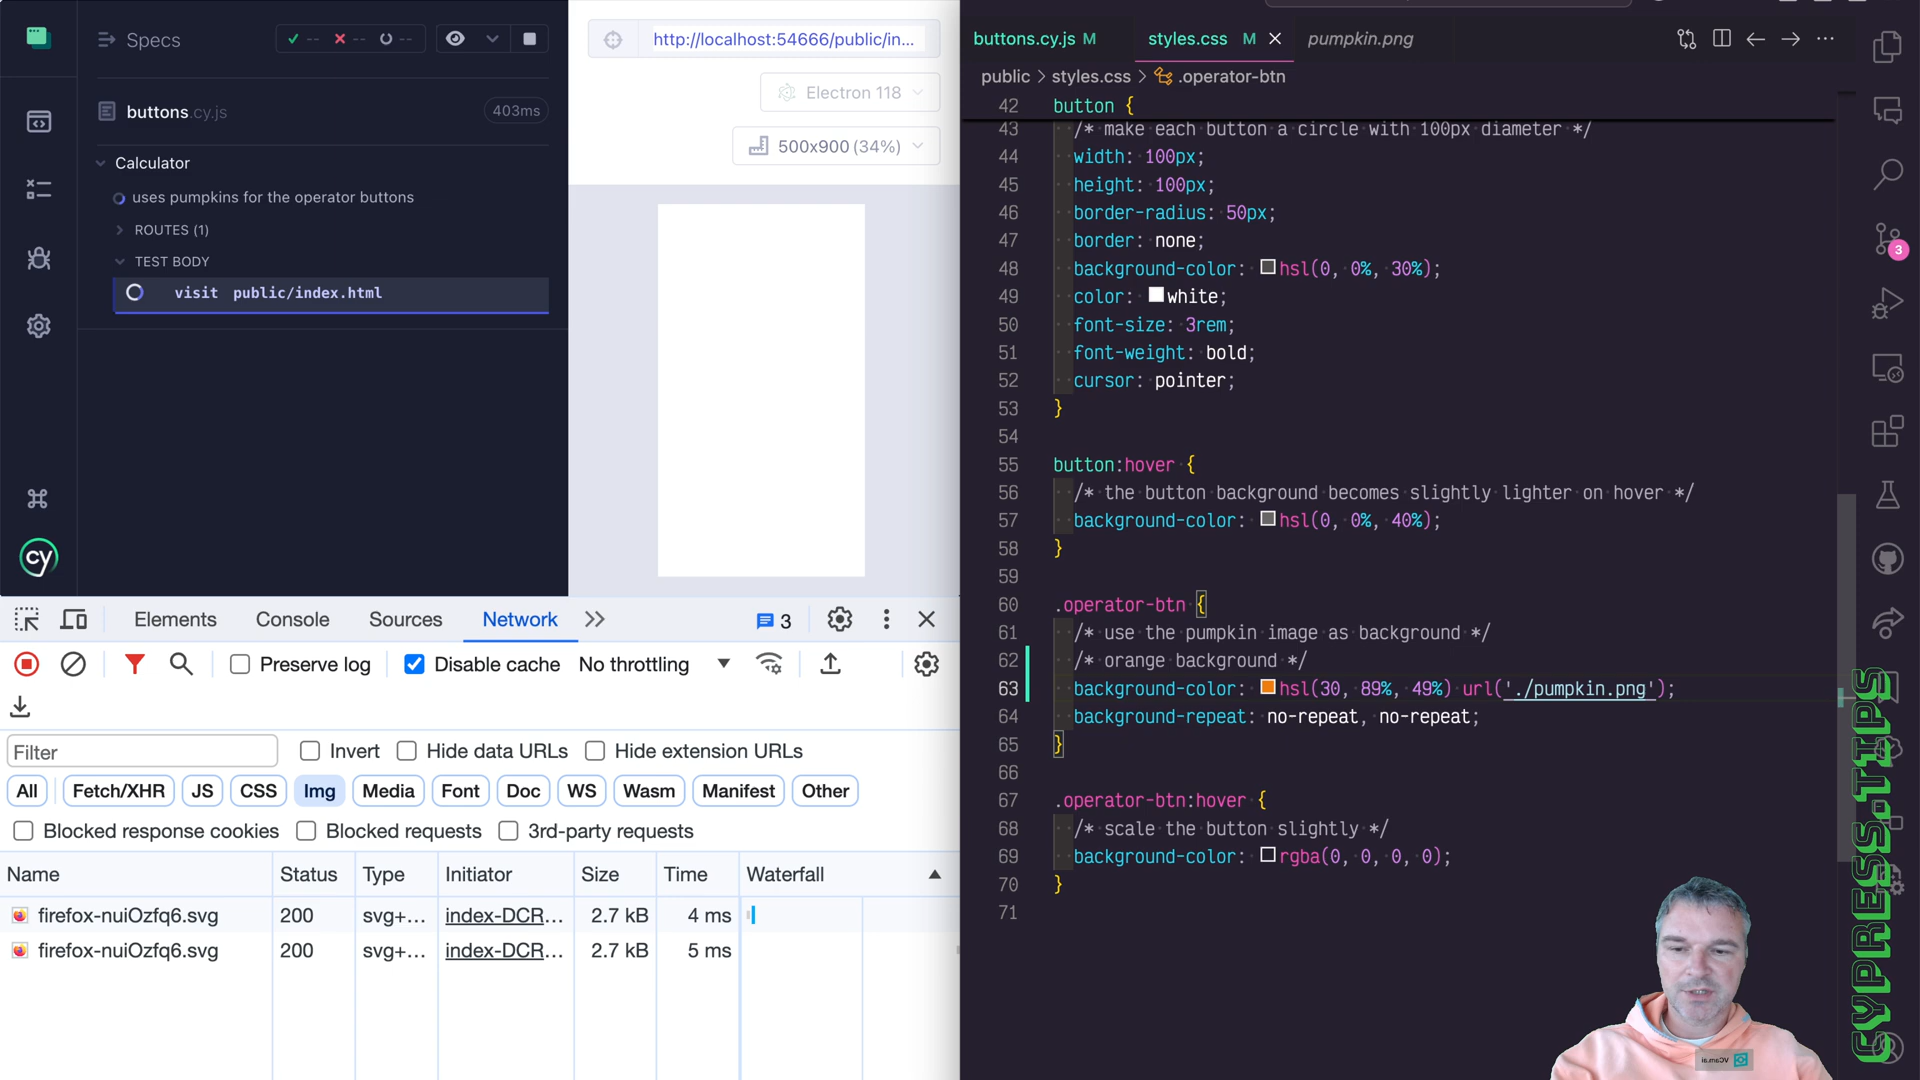 Specs
-- -- --
buttons.cy.js
403ms
Calculator
uses pumpkins for the operator buttons
ROUTES (1)
TEST BODY
visit public/index.html
cy
http://localhost:54666/public/in...
Electron 118
500x900 (34%)
Elements
Console
Sources
Network
3
Preserve log
Disable cache
No throttling
Filter
Invert
Hide data URLs
Hide extension URLs
All
Fetch/XHR
JS
CSS
Img
Media
Font
Doc
WS
Wasm
Manifest
Other
Blocked response cookies
Blocked requests
3rd-party requests
Name Status Type Initiator Size Time Waterfall
firefox-nuiOzfq6.svg 200 svg+... index-DCR... 2.7 kB 4 ms
firefox-nuiOzfq6.svg 200 svg+... index-DCR... 2.7 kB 5 ms
buttons.cy.js M
styles.css M
pumpkin.png
public > styles.css > .operator-btn
42 button {
43 /* make each button a circle with 100px diameter */
44 width: 100px;
45 height: 100px;
46 border-radius: 50px;
47 border: none;
48 background-color: hsl(0, 0%, 30%);
49 color: white;
50 font-size: 3rem;
51 font-weight: bold;
52 cursor: pointer;
53 }
54
55 button:hover {
56 /* the button background becomes slightly lighter on hover */
57 background-color: hsl(0, 0%, 40%);
58 }
59
60 .operator-btn {
61 /* use the pumpkin image as background */
62 /* orange background */
63 background-color: hsl(30, 89%, 49%) url('./pumpkin.png');
64 background-repeat: no-repeat, no-repeat;
65 }
66
67 .operator-btn:hover {
68 /* scale the button slightly */
69 background-color: rgba(0, 0, 0, 0);
70 }
71
3
CYPRESS.TIPS
VCam.ai